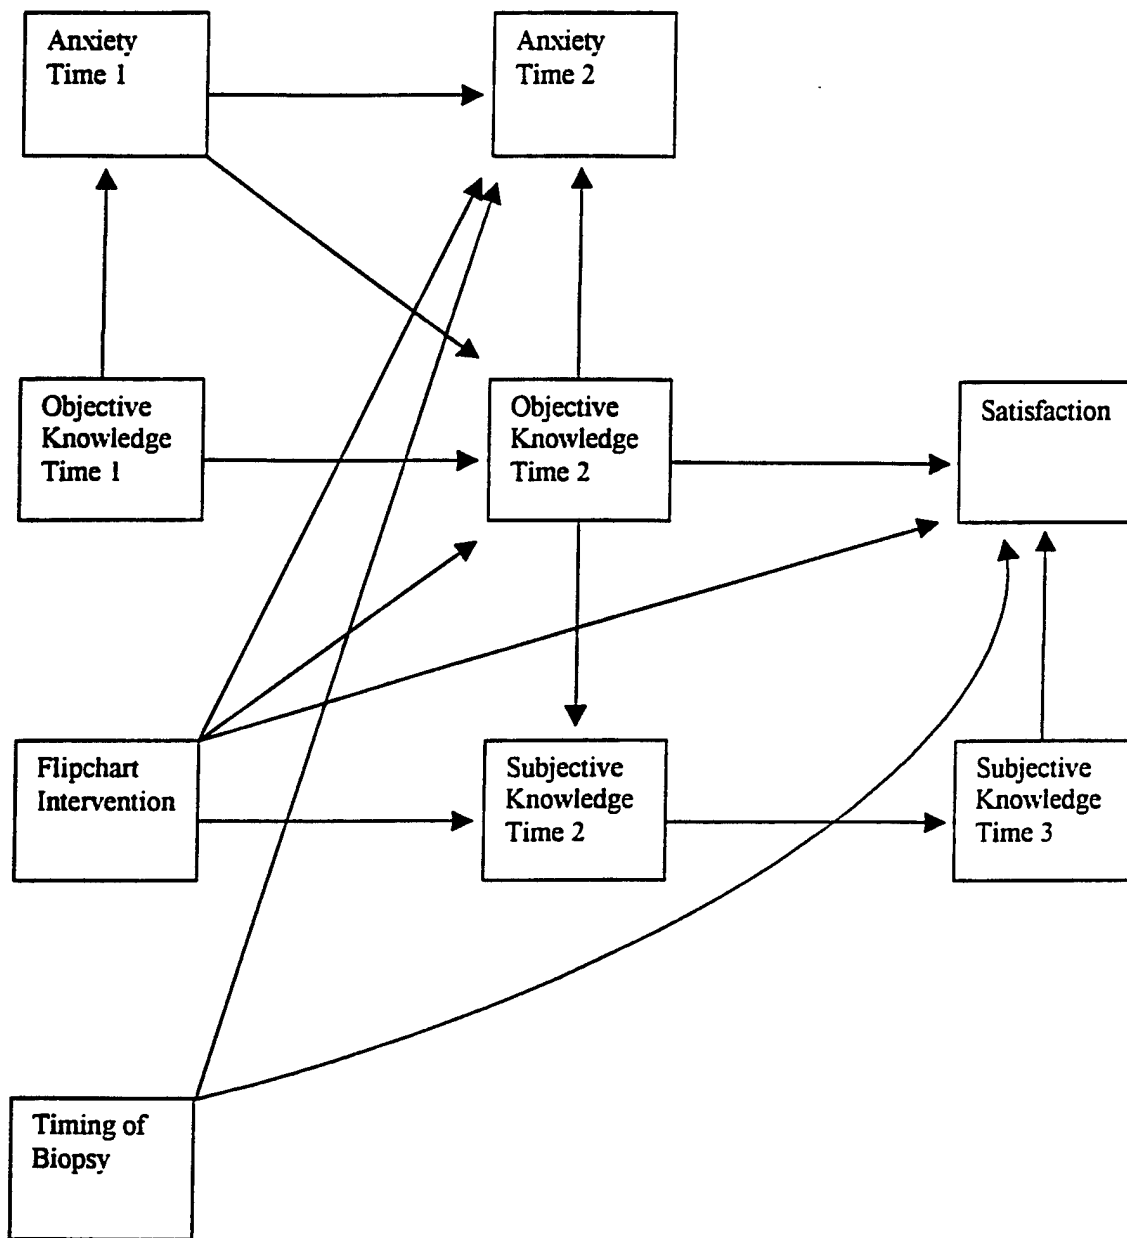 Anxiety
Time 1
Anxiety
Time 2
Objective
Knowledge
Time 1
Objective
Knowledge
Time 2
Satisfaction
Flipchart
Intervention
Subjective
Knowledge
Time 2
Subjective
Knowledge
Time 3
Timing of
Biopsy